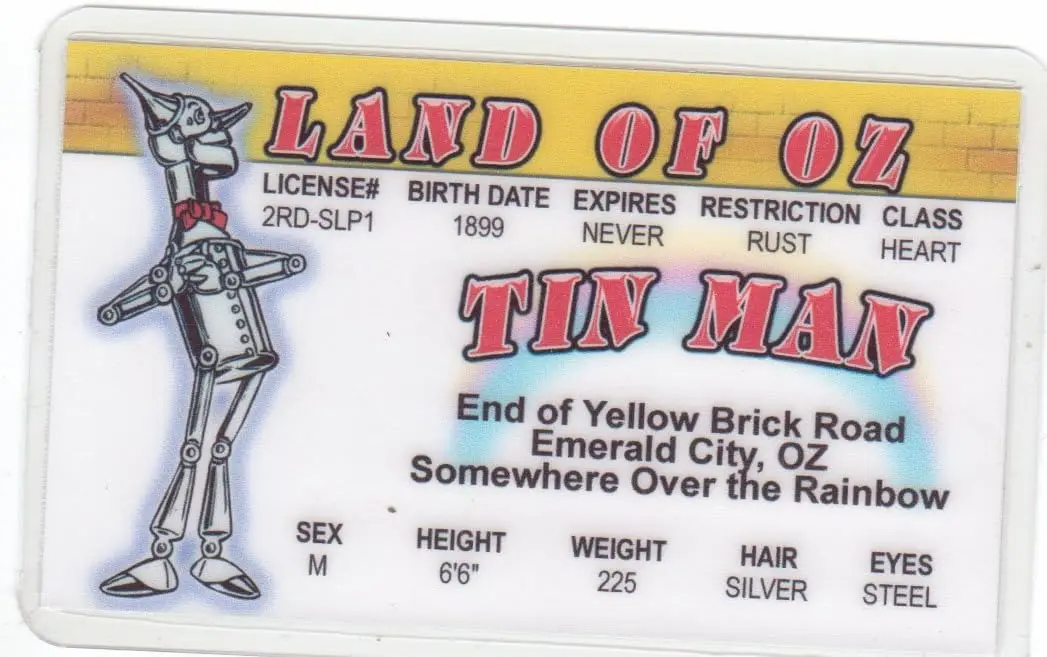 LAND OF OZ
LICENSE# BIRTH DATE EXPIRES RESTRICTION CLASS
2RD-SLP1 1899 NEVER RUST HEART
TIN MAN
End of Yellow Brick Road
Emerald City, OZ
Somewhere Over the Rainbow
SEX HEIGHT WEIGHT HAIR EYES
M 6'6" 225 SILVER STEEL